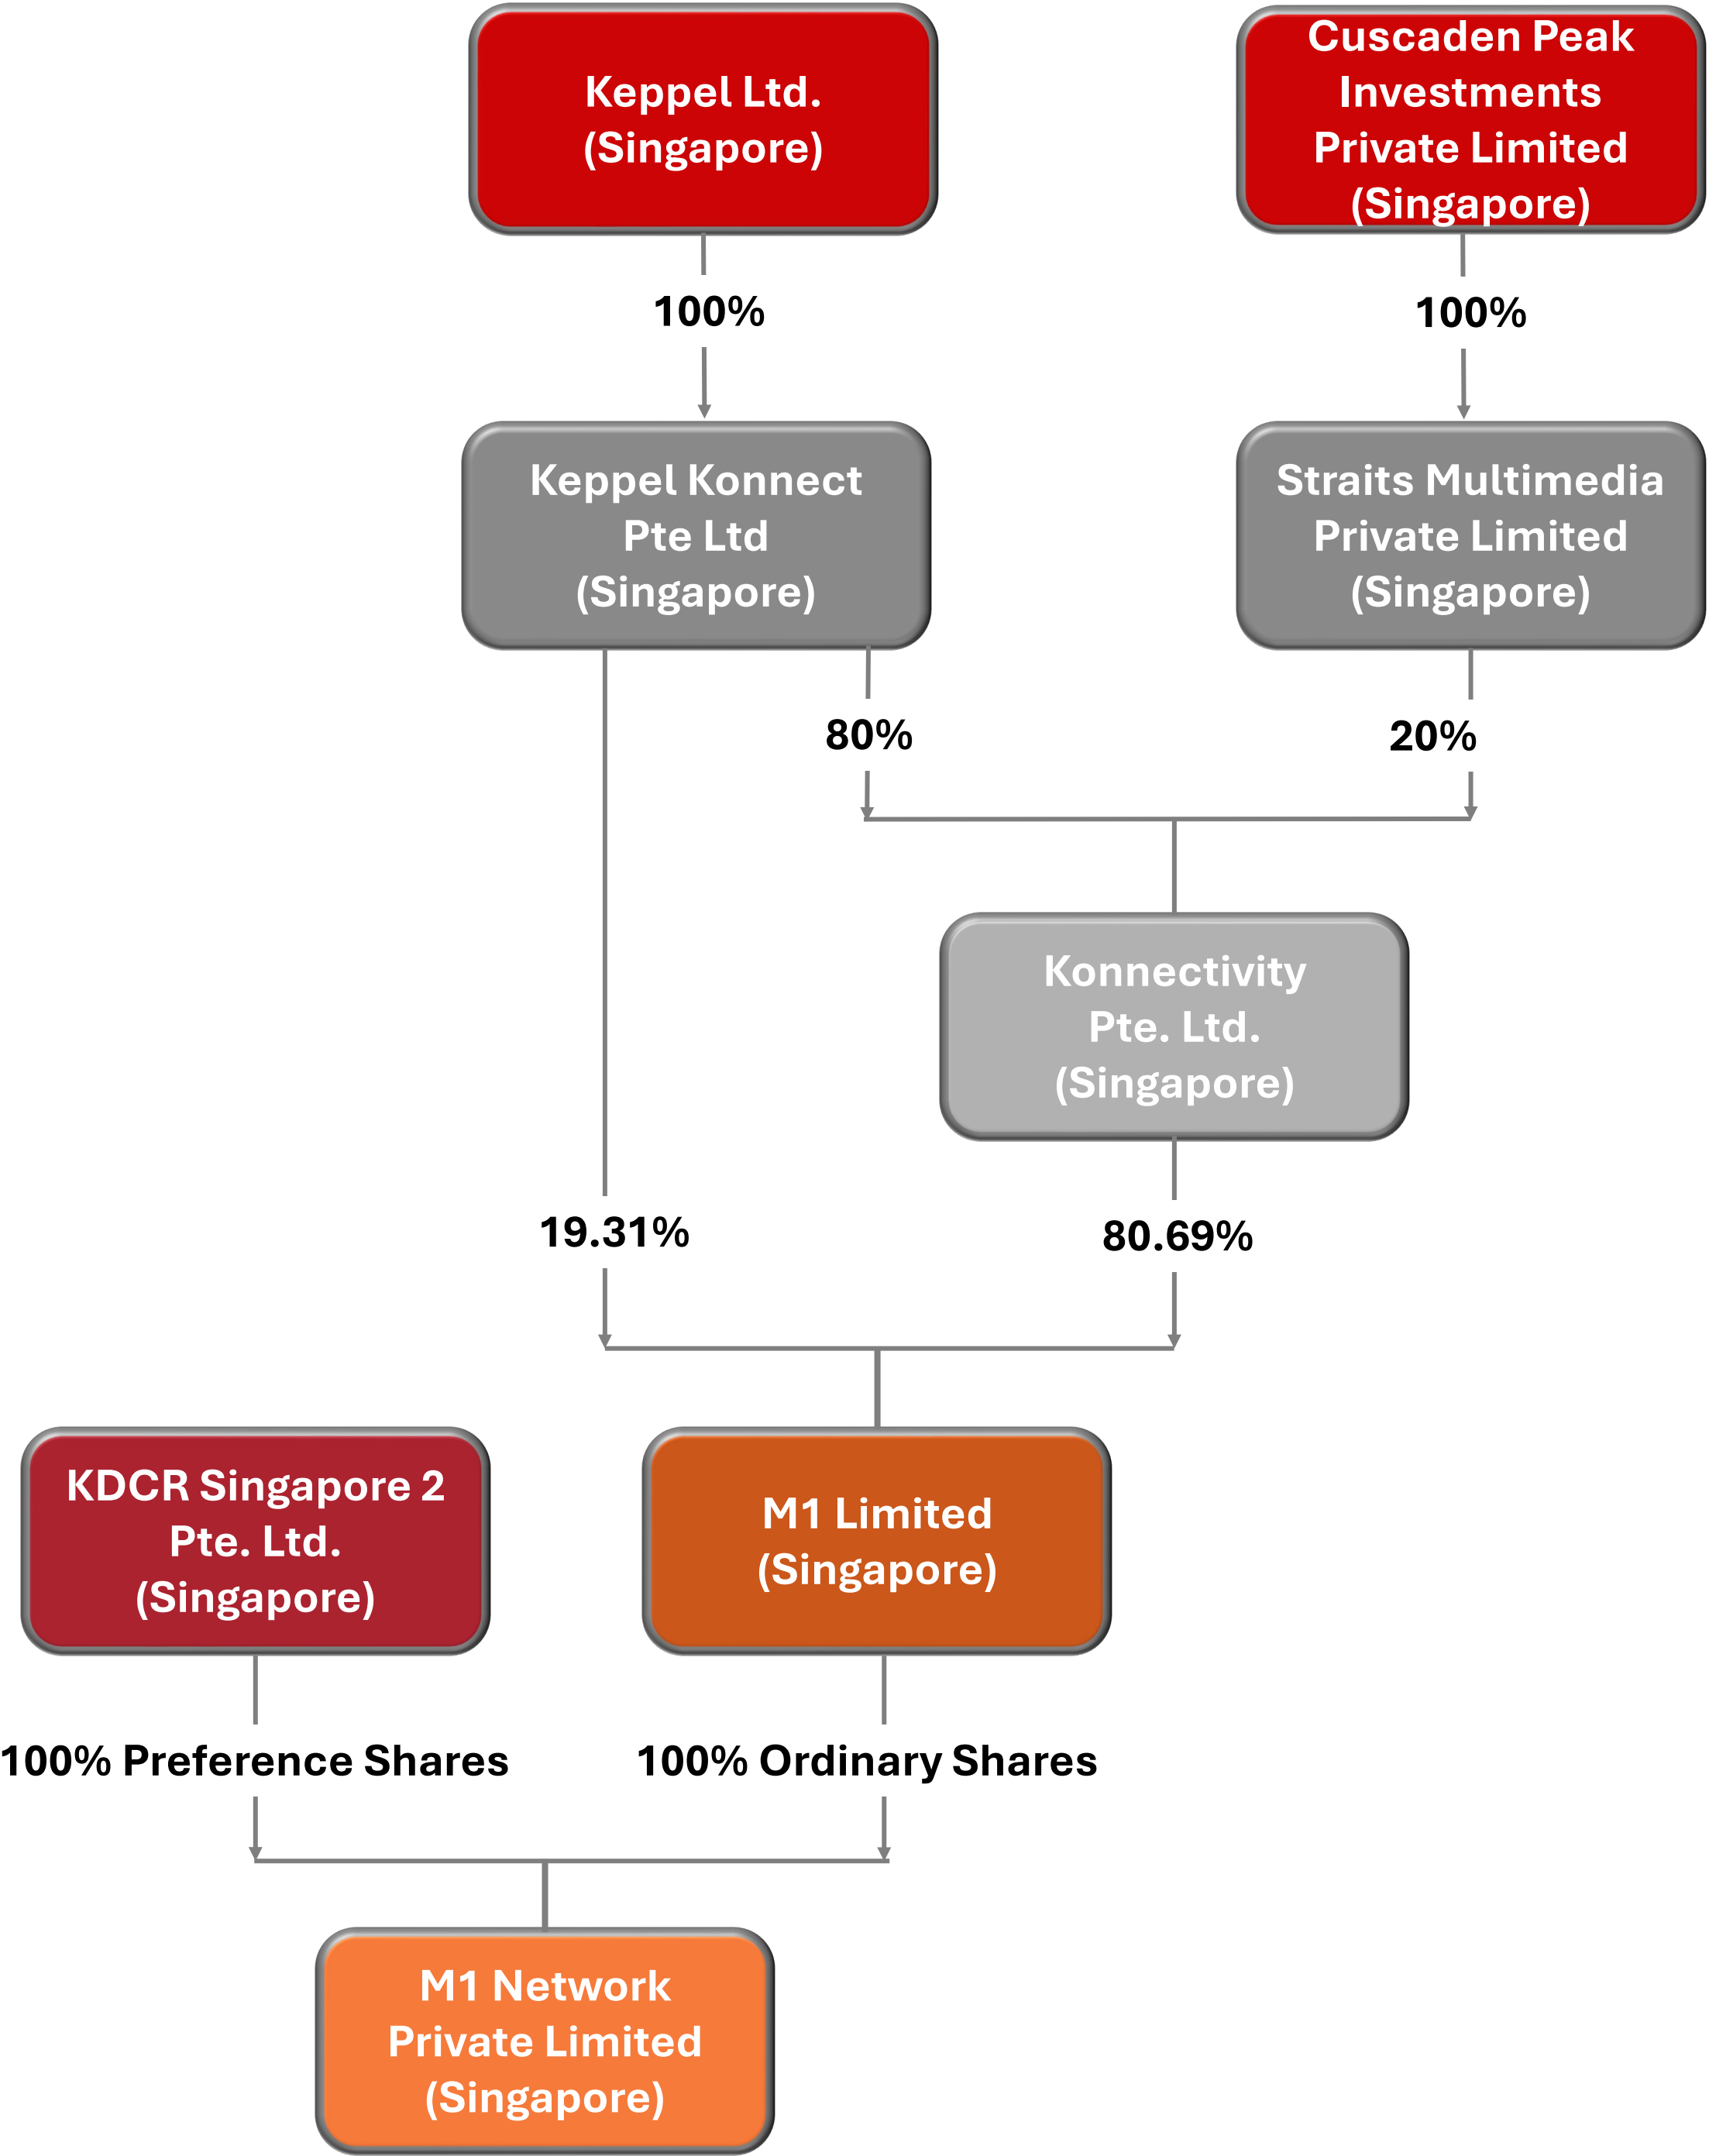 Keppel Ltd.
(Singapore)
Cuscaden Peak
Investments
Private Limited
(Singapore)
100%
100%
Keppel Konnect
Pte Ltd
(Singapore)
Straits Multimedia
Private Limited
(Singapore)
80%
20%
Konnectivity
Pte. Ltd.
(Singapore)
19.31%
80.69%
KDCR Singapore 2
Pte. Ltd.
(Singapore)
M1 Limited
(Singapore)
100% Preference Shares
100% Ordinary Shares
M1 Network
Private Limited
(Singapore)